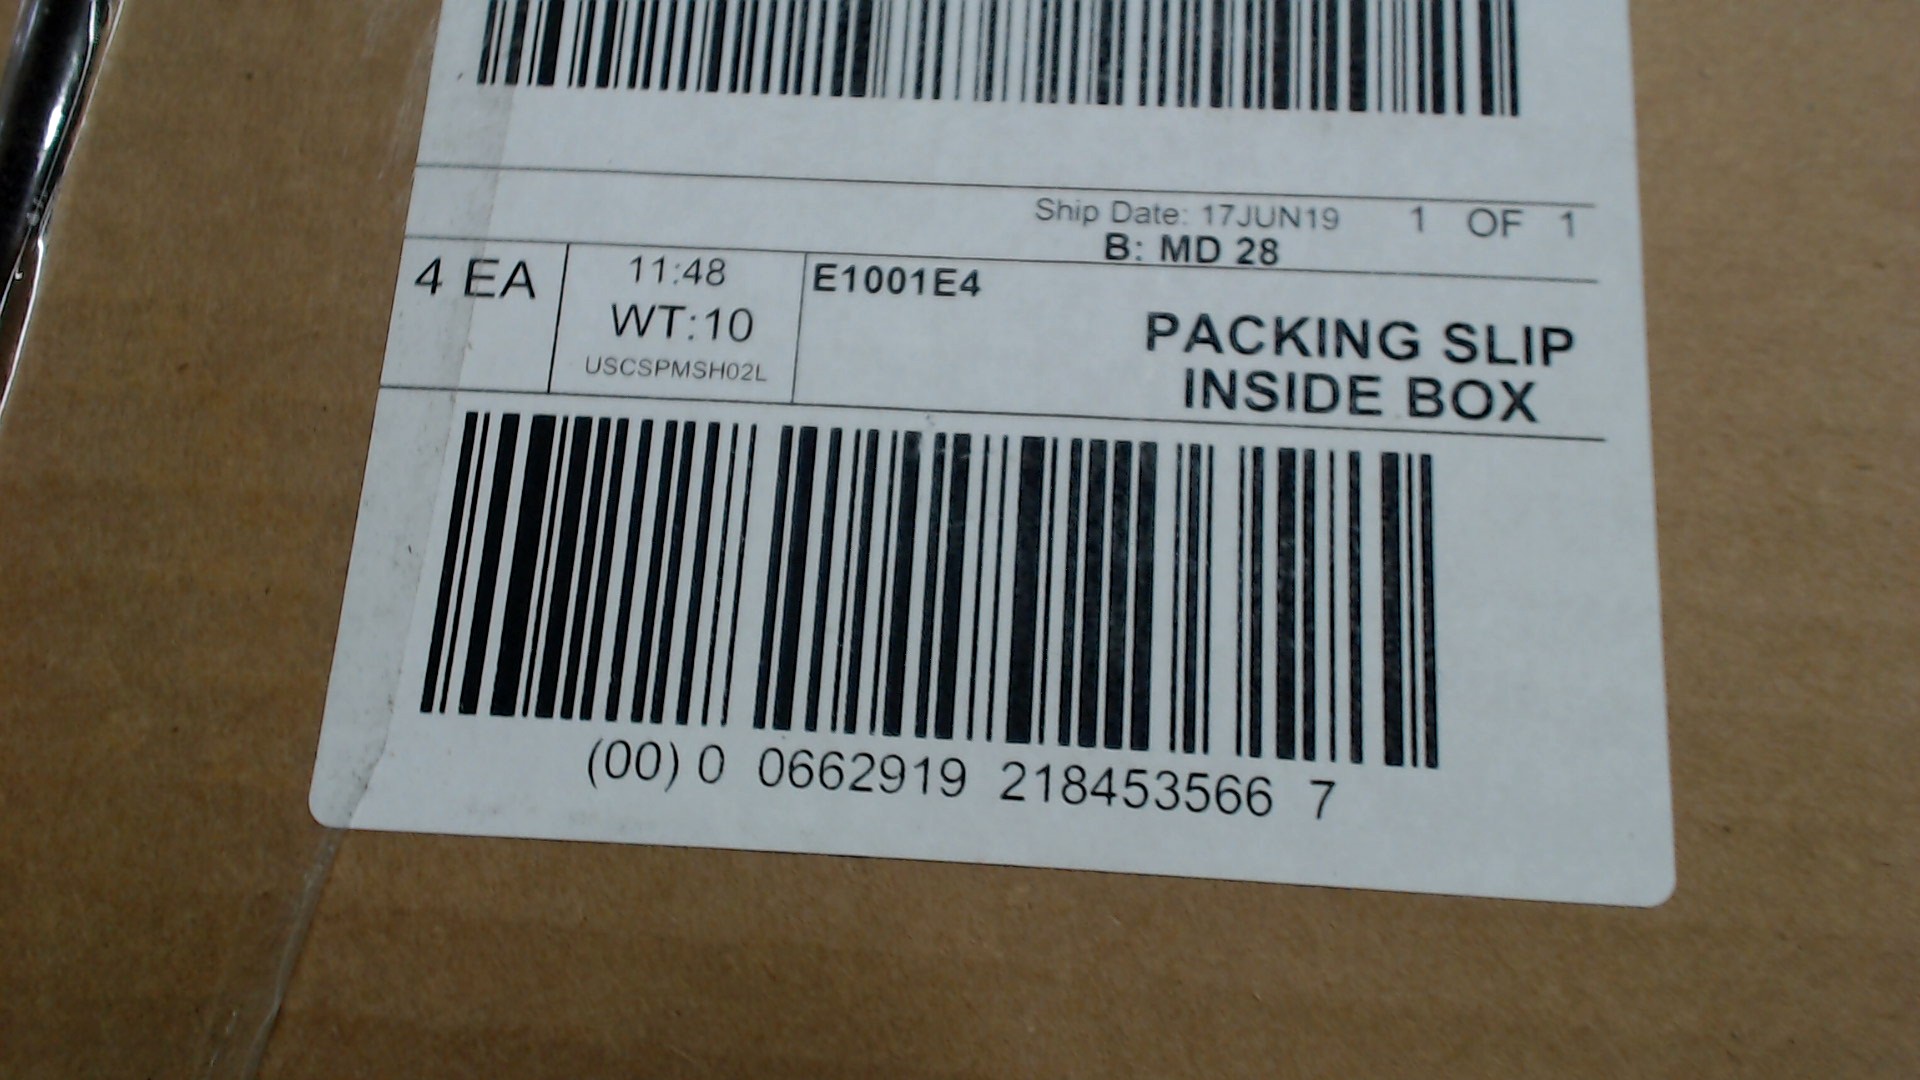 Ship Date: 17JUN19 1 OF 1
B: MD 28
4 EA
11:48
WT:10
USCSPMSH02L
E1001E4
PACKING SLIP
INSIDE BOX
(00) 0 0662919 218453566 7